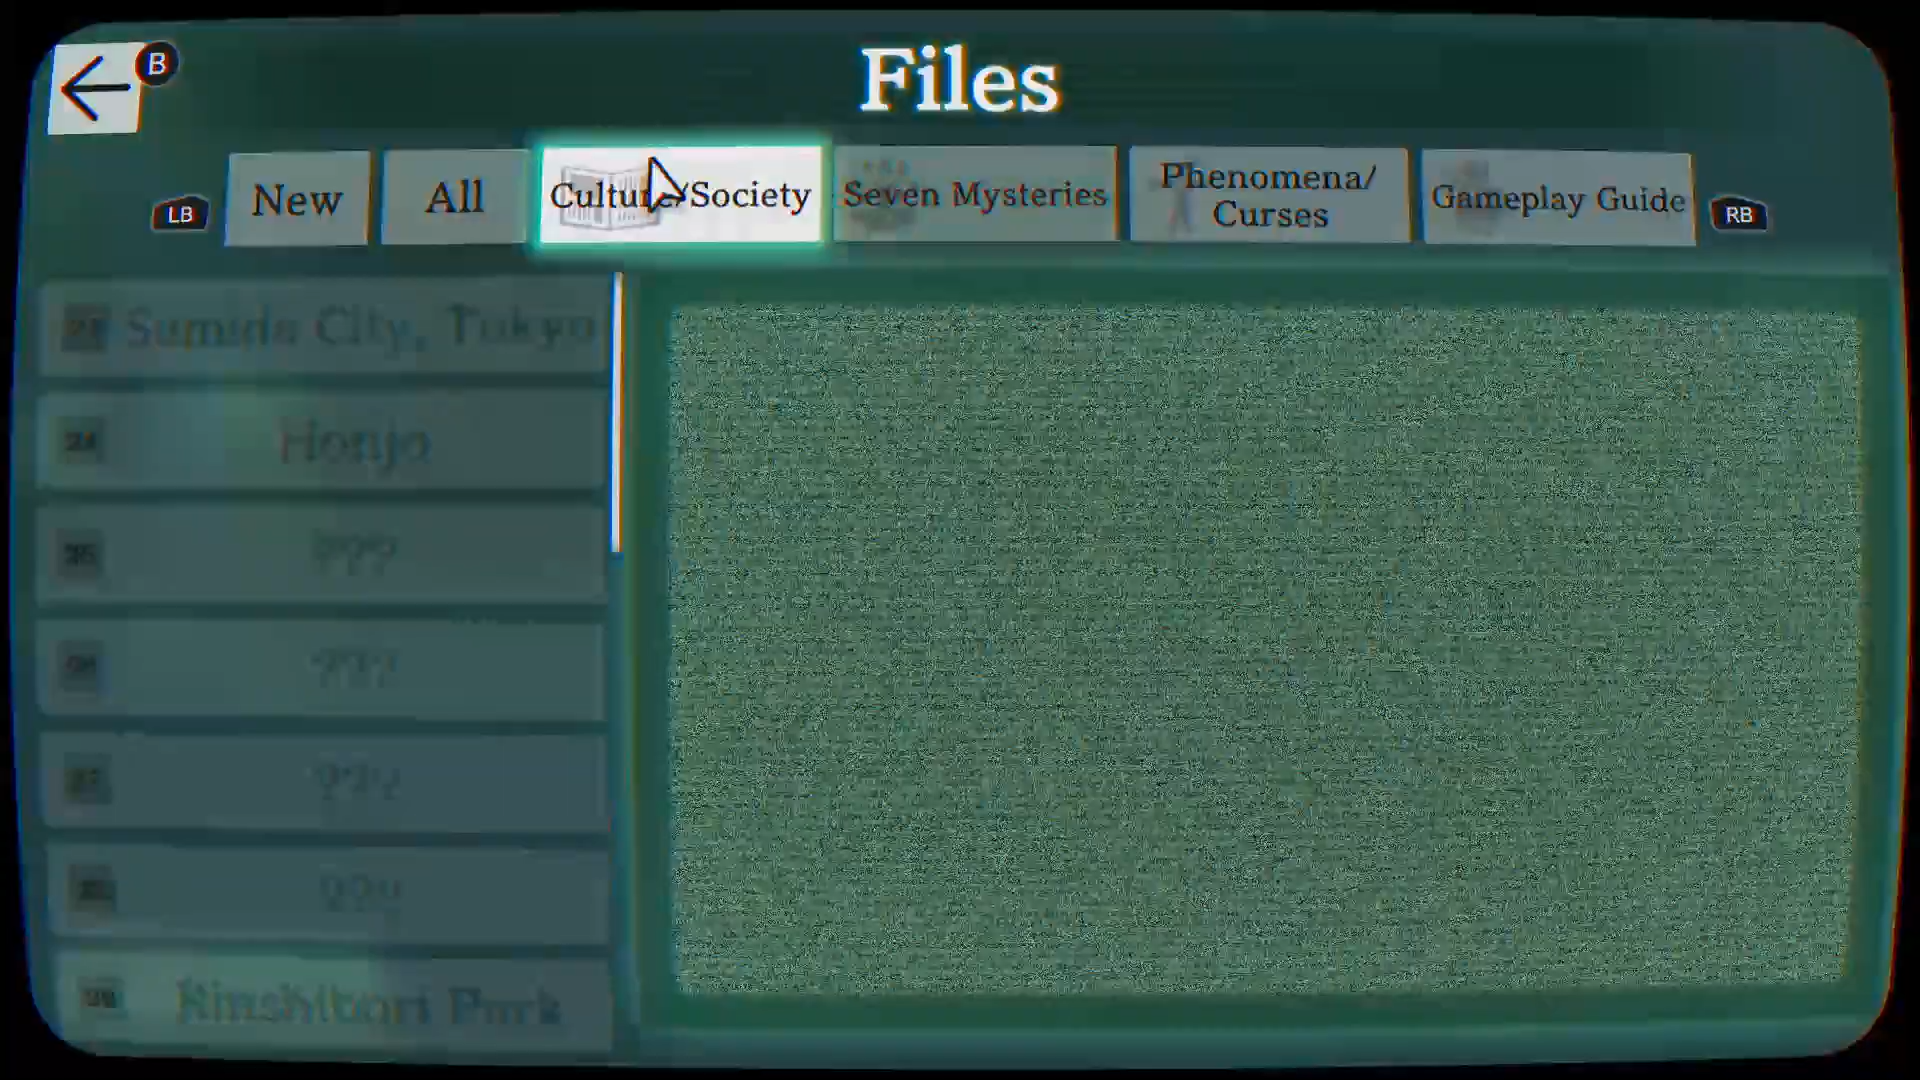 B
Files
LB
New
All
Culture/Society
Seven Mysteries
Phenomena/
Curses
Gameplay Guide
RB
Sumida City, Tokyo
24
Honjo
???
???
???
???
Kinshibori Park